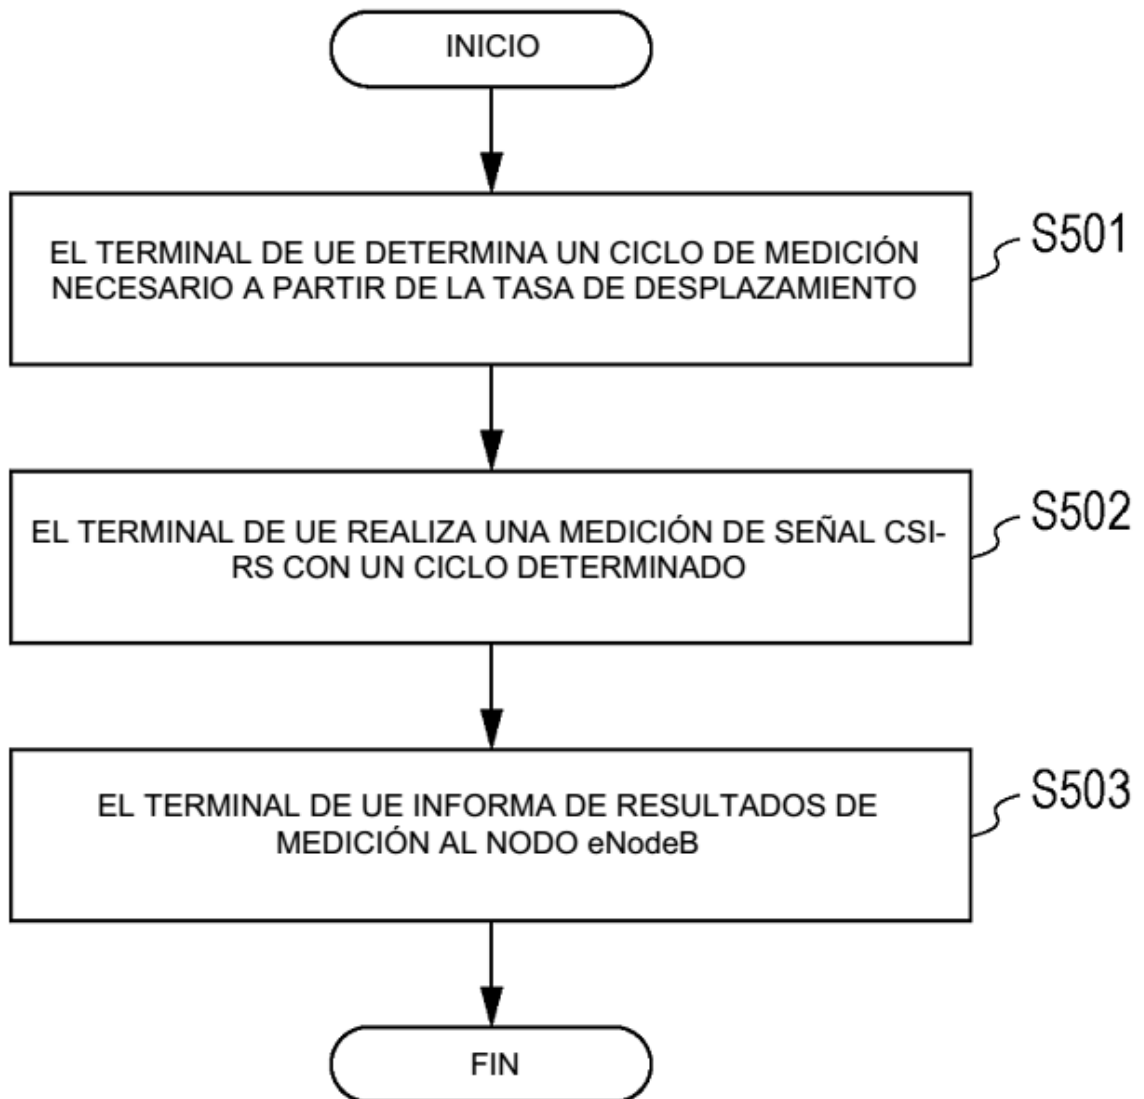 INICIO
EL TERMINAL DE UE DETERMINA UN CICLO DE MEDICIÓN
NECESARIO A PARTIR DE LA TASA DE DESPLAZAMIENTO
S501
EL TERMINAL DE UE REALIZA UNA MEDICIÓN DE SEÑAL CSI-
RS CON UN CICLO DETERMINADO
S502
EL TERMINAL DE UE INFORMA DE RESULTADOS DE
MEDICIÓN AL NODO eNodeB
S503
FIN